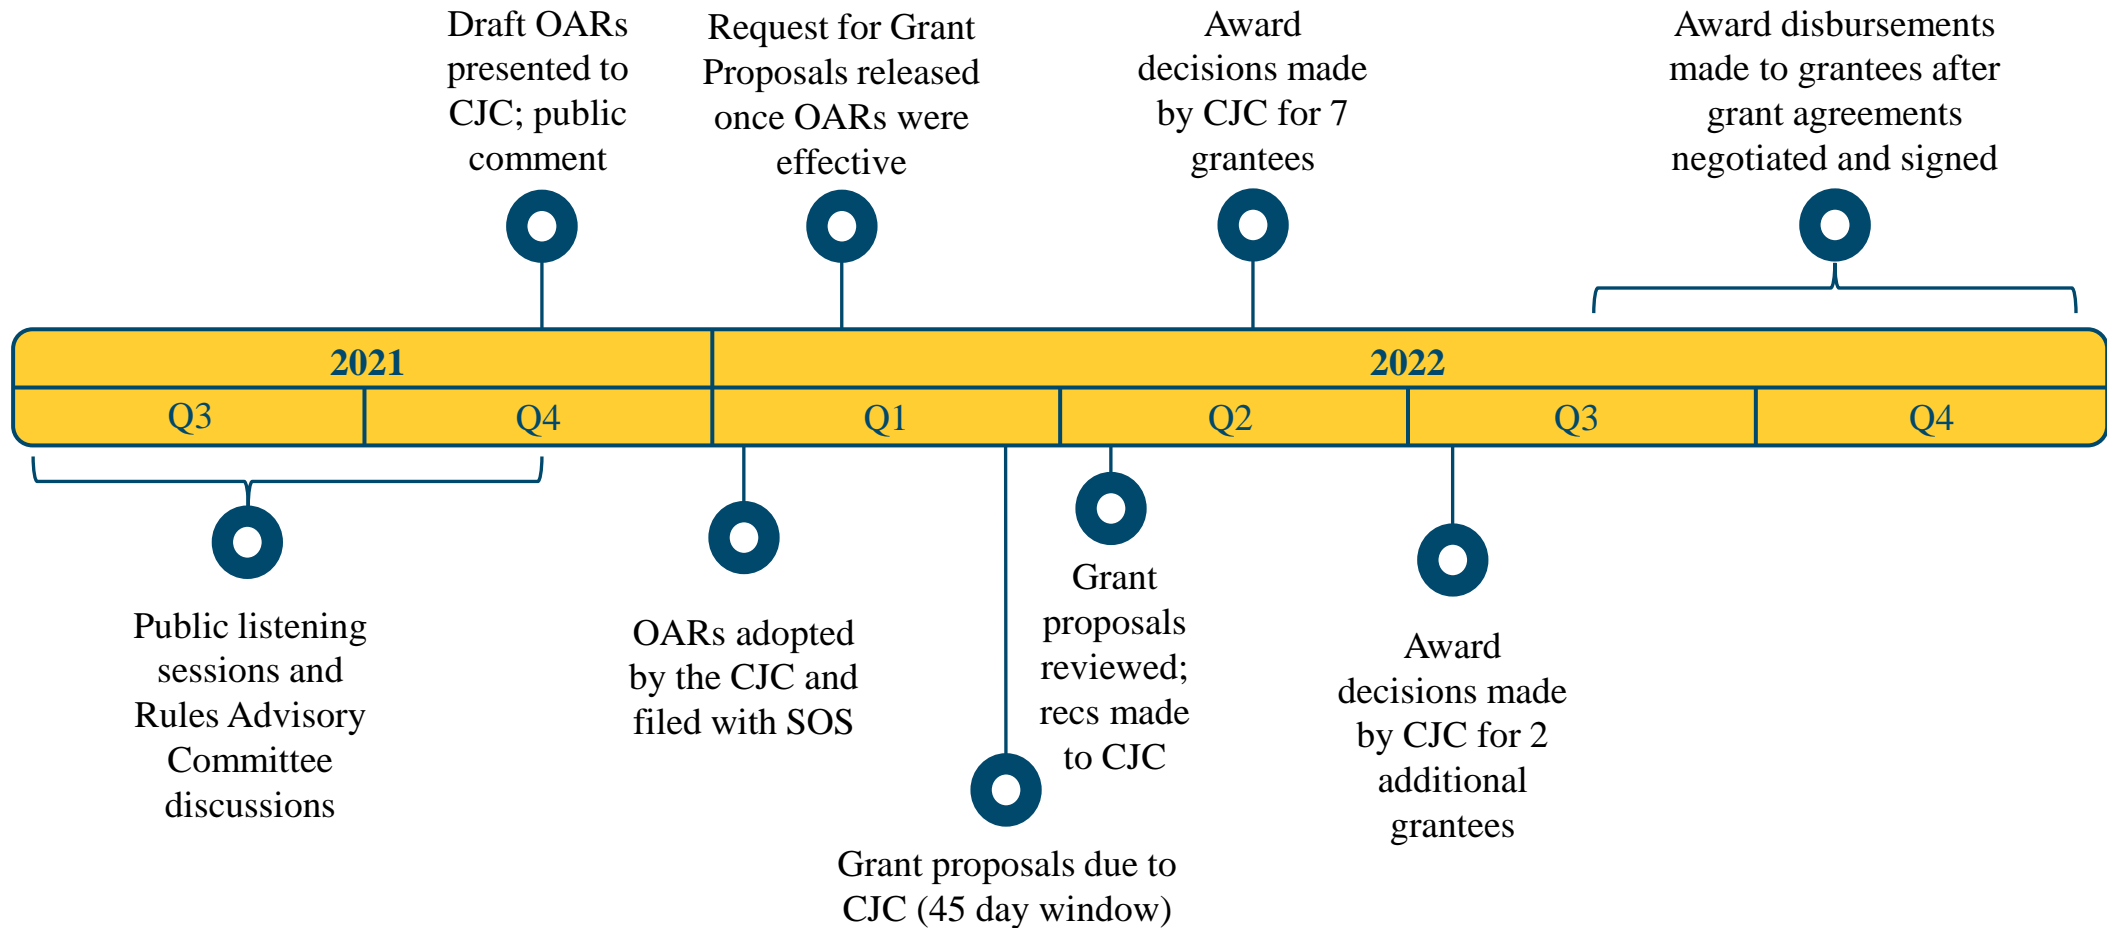 Draft OARs
presented to
CJC; public
comment
Request for Grant
Proposals released
once OARs were
effective
Award
decisions made
by CJC for 7
grantees
Award disbursements
made to grantees after
grant agreements
negotiated and signed
2021
2022
Q3
Q4
Q1
Q2
Q3
Q4
Public listening
sessions and
Rules Advisory
Committee
discussions
OARs adopted
by the CJC and
filed with SOS
Grant proposals due to
CJC (45 day window)
Grant
proposals
reviewed;
recs made
to CJC
Award
decisions made
by CJC for 2
additional
grantees